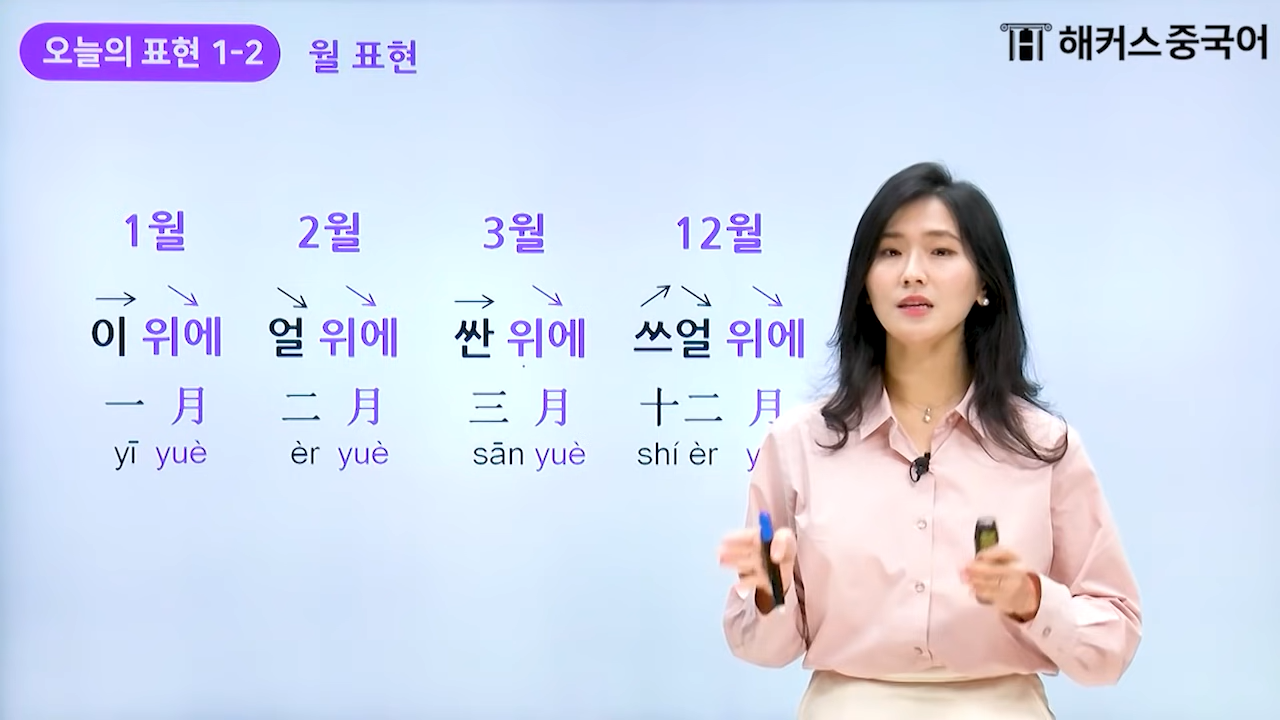 오늘의 표현 1-2 월 표현
해커스중국어
1월 2월 3월 12월
이 위에 얼 위에 싼 위에 쓰얼 위에
一 月 二 月 三 月 十二 月
yī yuè èr yuè sān yuè shí èr y